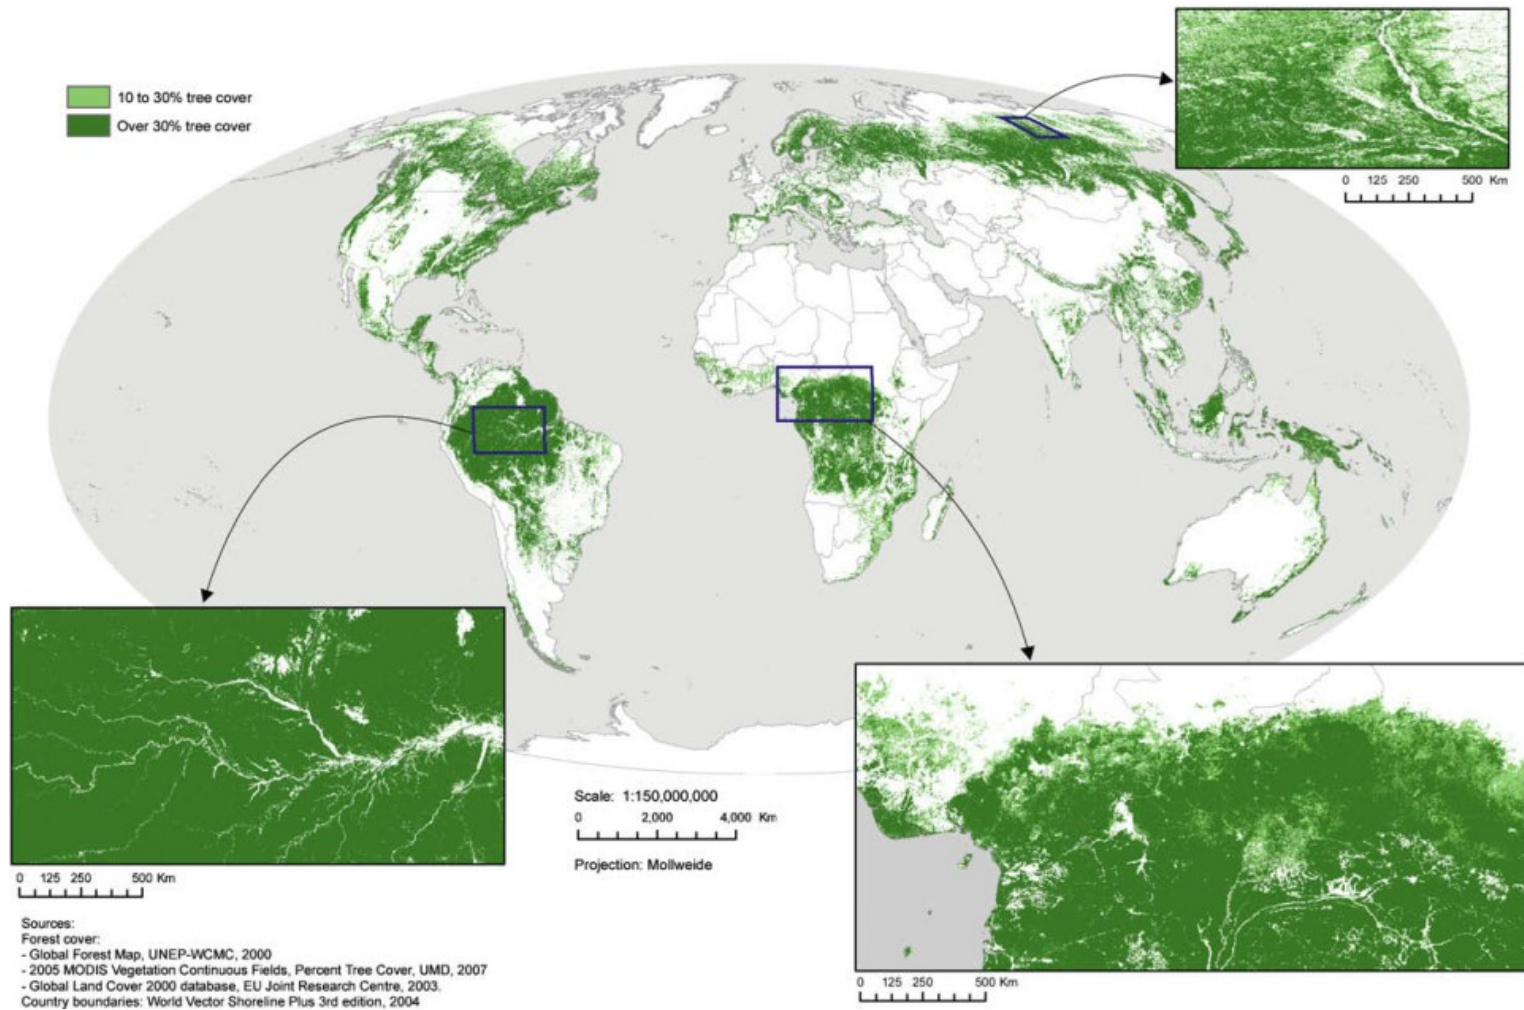 10 to 30% tree cover
Over 30% tree cover
0 125 250 500 Km
Scale: 1:150,000,000
0 2,000 4,000 Km
Projection: Mollweide
0 125 250 500 Km
0 125 250 500 Km
Sources:
Forest cover:
- Global Forest Map, UNEP-WCMC, 2000
- 2005 MODIS Vegetation Continuous Fields, Percent Tree Cover, UMD, 2007
- Global Land Cover 2000 database, EU Joint Research Centre, 2003.
Country boundaries: World Vector Shoreline Plus 3rd edition, 2004